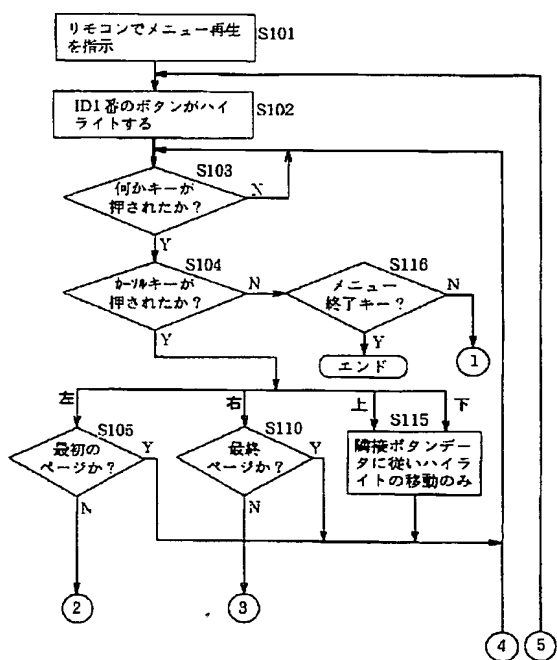 リモコンでメニュー再生
を指示
S101
ID1番のボタンがハイ
ライトする
S102
S103
何かキーが
押されたか？
N
Y
S104
カーソルキーが
押されたか？
N
Y
S116
メニュー
終了キー？
N
Y
エンド
1
左
右
上
下
S105
最初の
ページか？
Y
N
S110
最終
ページか？
Y
N
S115
隣接ボタンデー
タに従いハイラ
イトの移動のみ
2
3
4
5